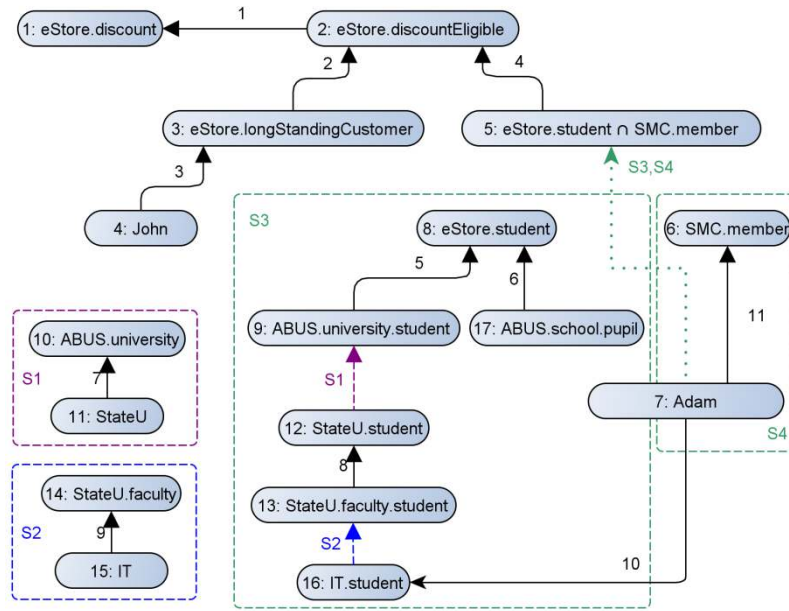 1
1: eStore.discount
2: eStore.discountEligible
2
4
3: eStore.longStandingCustomer
5: eStore.student ∩ SMC.member
3
S3,S4
4: John
S3
8: eStore.student
6: SMC.member
5
6
10: ABUS.university
9: ABUS.university.student
17: ABUS.school.pupil
11
S1
7
S1
11: StateU
7: Adam
12: StateU.student
S4
8
14: StateU.faculty
13: StateU.faculty.student
S2
9
S2
15: IT
16: IT.student
10